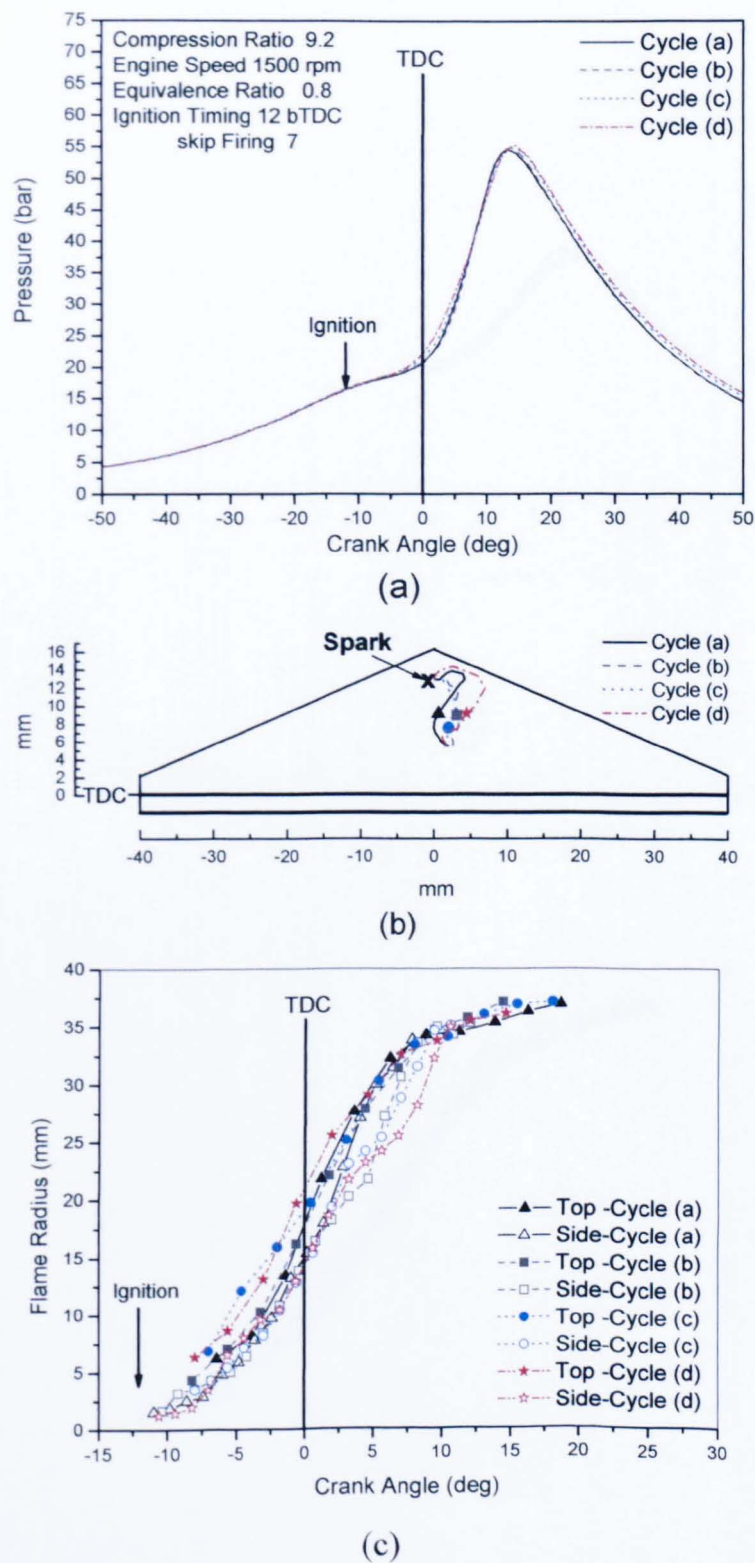 75
70
65
60
55
50
45
40
35
30
25
20
15
10
5
0
Pressure (bar)
Compression Ratio 9.2
Engine Speed 1500 rpm
Equivalence Ratio 0.8
Ignition Timing 12 bTDC
skip Firing 7
TDC
Cycle (a)
Cycle (b)
Cycle (c)
Cycle (d)
Ignition
-50 -40 -30 -20 -10 0 10 20 30 40 50
Crank Angle (deg)
(a)
16
14
12
10
8
6
4
2
0
mm
Spark
X
TDC
Cycle (a)
Cycle (b)
Cycle (c)
Cycle (d)
-40 -30 -20 -10 0 10 20 30 40
mm
(b)
40
35
30
25
20
15
10
5
0
Flame Radius (mm)
TDC
Ignition
Top -Cycle (a)
Side-Cycle (a)
Top -Cycle (b)
Side-Cycle (b)
Top -Cycle (c)
Side-Cycle (c)
Top -Cycle (d)
Side-Cycle (d)
-15 -10 -5 0 5 10 15 20 25 30
Crank Angle (deg)
(c)